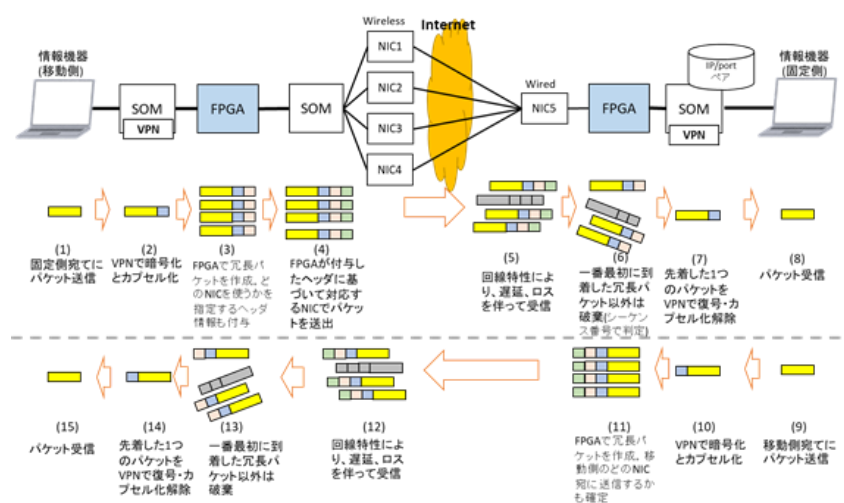 Wireless
Internet
情報機器
(移動側)
NIC1
IP/port
ペア
情報機器
(固定側)
NIC2
Wired
SOM
VPN
FPGA
SOM
NIC5
FPGA
SOM
VPN
NIC3
NIC4
(1)
固定側宛てに
パケット送信
(2)
VPNで暗号化
とカプセル化
(3)
FPGAで冗長パケ
ットを作成、ど
のNICを使うかを
指定するヘッダ
情報も付与
(4)
FPGAが付与し
たヘッダに基
づいて対応す
るNICでパケッ
トを送出
(5)
回線特性によ
り、遅延、ロス
を伴って受信
(6)
一番最初に到
着した冗長パ
ケット以外は
破棄(シーケン
ス番号で判定)
(7)
先着した1つ
のパケットを
VPNで復号・カ
プセル化解除
(8)
パケット受信
(15)
パケット受信
(14)
先着した1つ
のパケットを
VPNで復号・カ
プセル化解除
(13)
一番最初に到
着した冗長パ
ケット以外は
破棄
(12)
回線特性によ
り、遅延、ロス
を伴って受信
(11)
FPGAで冗長パケ
ットを作成、移
動側のどのNIC
宛に送信するか
も確定
(10)
VPNで暗号化
とカプセル化
(9)
移動側宛てに
パケット送信